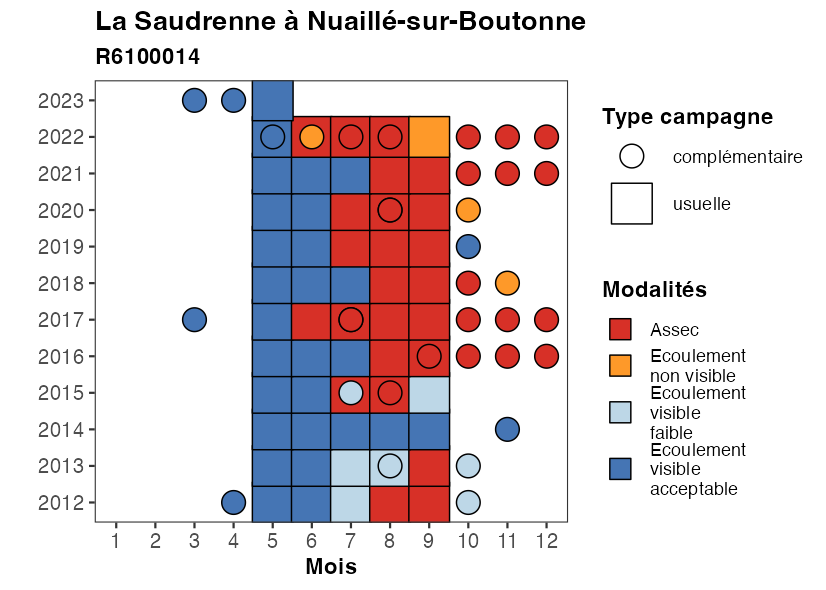 La Saudrenne à Nuaillé-sur-Boutonne
R6100014
2023
2022
2021
2020
2019
2018
2017
2016
2015
2014
2013
2012
1 2 3 4 5 6 7 8 9 10 11 12
Mois
Type campagne
complémentaire
usuelle
Modalités
Assec
Ecoulement
non visible
Ecoulement
visible
faible
Ecoulement
visible
acceptable